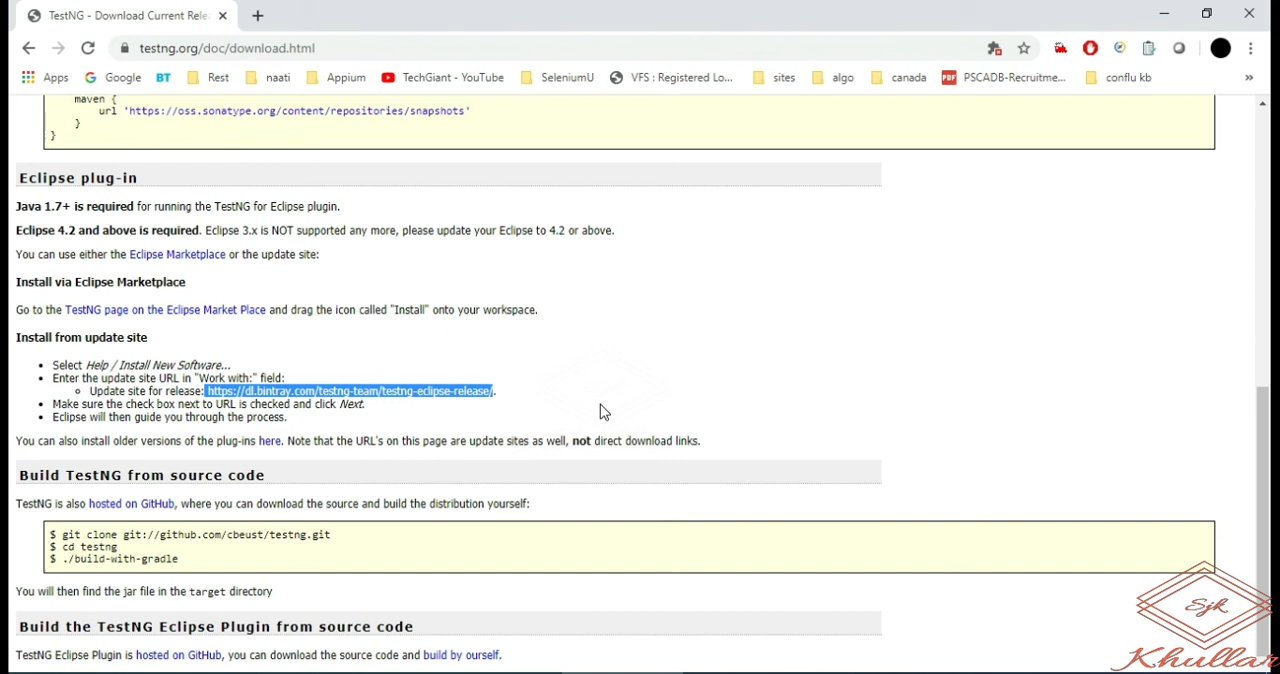 TestNG - Download Current Rele
testng.org/doc/download.html
Apps Google BT Rest naati Appium TechGiant - YouTube SeleniumU VFS : Registered Lo... sites algo canada PDF PSCADB-Recruitme... conflu kb »
maven {
url 'https://oss.sonatype.org/content/repositories/snapshots'
}
}
Eclipse plug-in
Java 1.7+ is required for running the TestNG for Eclipse plugin.
Eclipse 4.2 and above is required. Eclipse 3.x is NOT supported any more, please update your Eclipse to 4.2 or above.
You can use either the Eclipse Marketplace or the update site:
Install via Eclipse Marketplace
Go to the TestNG page on the Eclipse Market Place and drag the icon called "Install" onto your workspace.
Install from update site
Select Help / Install New Software...
Enter the update site URL in "Work with:" field:
Update site for release: https://dl.bintray.com/testng-team/testng-eclipse-release/.
Make sure the check box next to URL is checked and click Next.
Eclipse will then guide you through the process.
You can also install older versions of the plug-ins here. Note that the URL's on this page are update sites as well, not direct download links.
Build TestNG from source code
TestNG is also hosted on GitHub, where you can download the source and build the distribution yourself:
$ git clone git://github.com/cbeust/testng.git
$ cd testng
$ ./build-with-gradle
You will then find the jar file in the target directory
Build the TestNG Eclipse Plugin from source code
TestNG Eclipse Plugin is hosted on GitHub, you can download the source code and build by ourself.
Sjk
Khullar